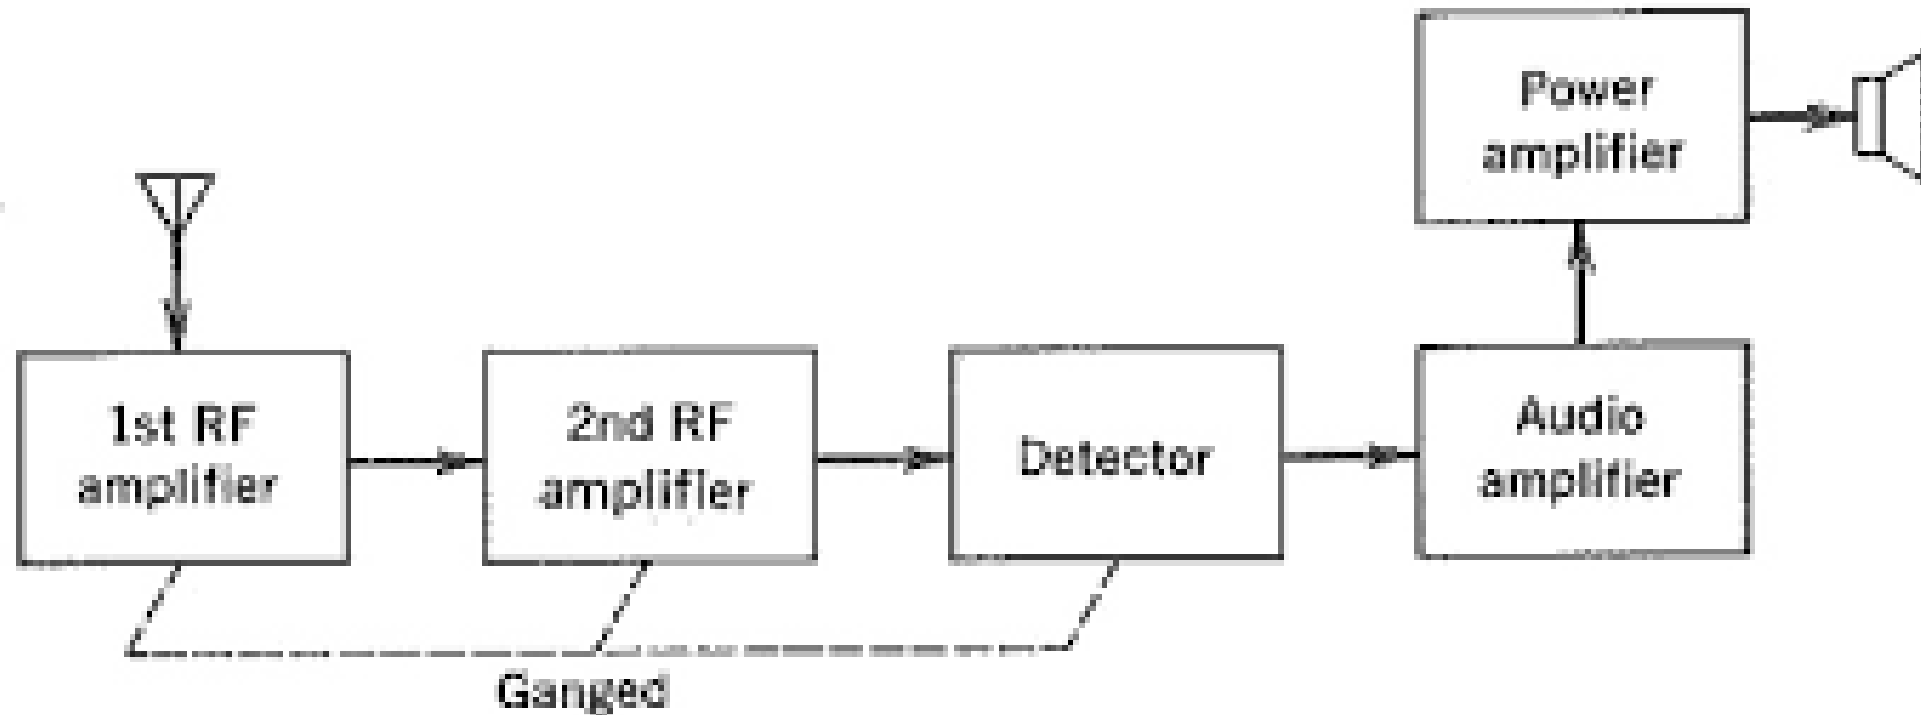 1st RF
amplifier
2nd RF
amplifier
Detector
Audio
amplifier
Power
amplifier
Ganged